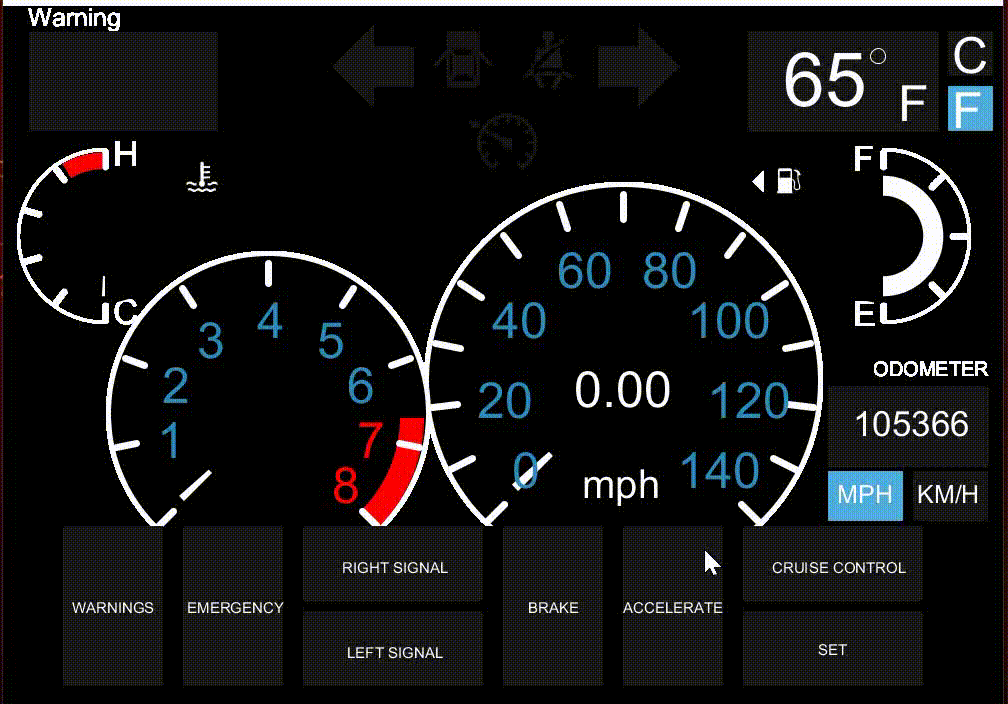 Warning
65° F
C
F
H
C
F
E
1
2
3
4
5
6
7
8
0
20
40
60
80
100
120
140
0.00
mph
ODOMETER
105366
MPH
KM/H
WARNINGS
EMERGENCY
RIGHT SIGNAL
LEFT SIGNAL
BRAKE
ACCELERATE
CRUISE CONTROL
SET